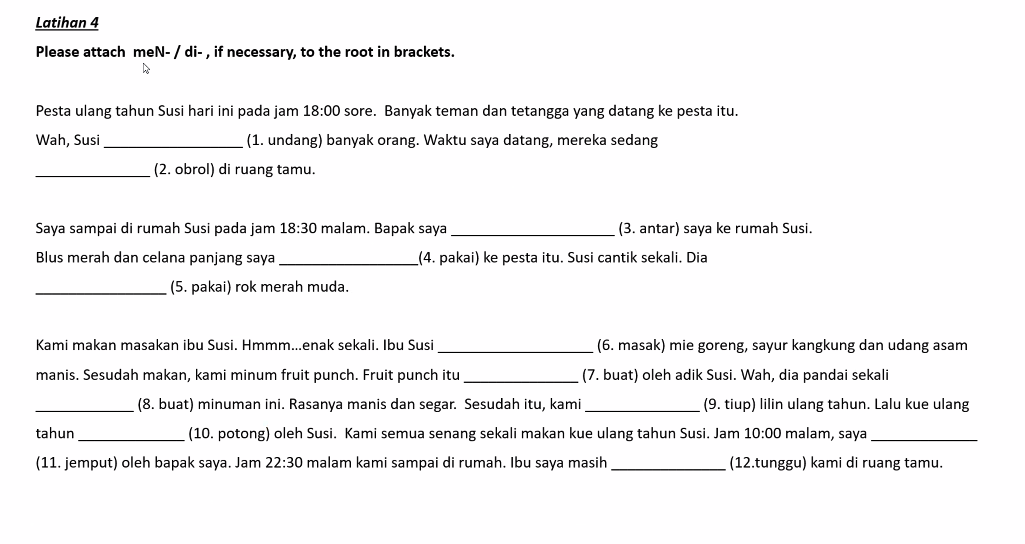 Latihan 4
Please attach meN- / di- , if necessary, to the root in brackets.
Pesta ulang tahun Susi hari ini pada jam 18:00 sore. Banyak teman dan tetangga yang datang ke pesta itu.
Wah, Susi _________________ (1. undang) banyak orang. Waktu saya datang, mereka sedang
______________ (2. obrol) di ruang tamu.
Saya sampai di rumah Susi pada jam 18:30 malam. Bapak saya ____________________ (3. antar) saya ke rumah Susi.
Blus merah dan celana panjang saya _________________(4. pakai) ke pesta itu. Susi cantik sekali. Dia
________________ (5. pakai) rok merah muda.
Kami makan masakan ibu Susi. Hmmm...enak sekali. Ibu Susi ___________________ (6. masak) mie goreng, sayur kangkung dan udang asam
manis. Sesudah makan, kami minum fruit punch. Fruit punch itu ______________ (7. buat) oleh adik Susi. Wah, dia pandai sekali
____________ (8. buat) minuman ini. Rasanya manis dan segar. Sesudah itu, kami ______________ (9. tiup) lilin ulang tahun. Lalu kue ulang
tahun _____________ (10. potong) oleh Susi. Kami semua senang sekali makan kue ulang tahun Susi. Jam 10:00 malam, saya _____________
(11. jemput) oleh bapak saya. Jam 22:30 malam kami sampai di rumah. Ibu saya masih ______________ (12.tunggu) kami di ruang tamu.